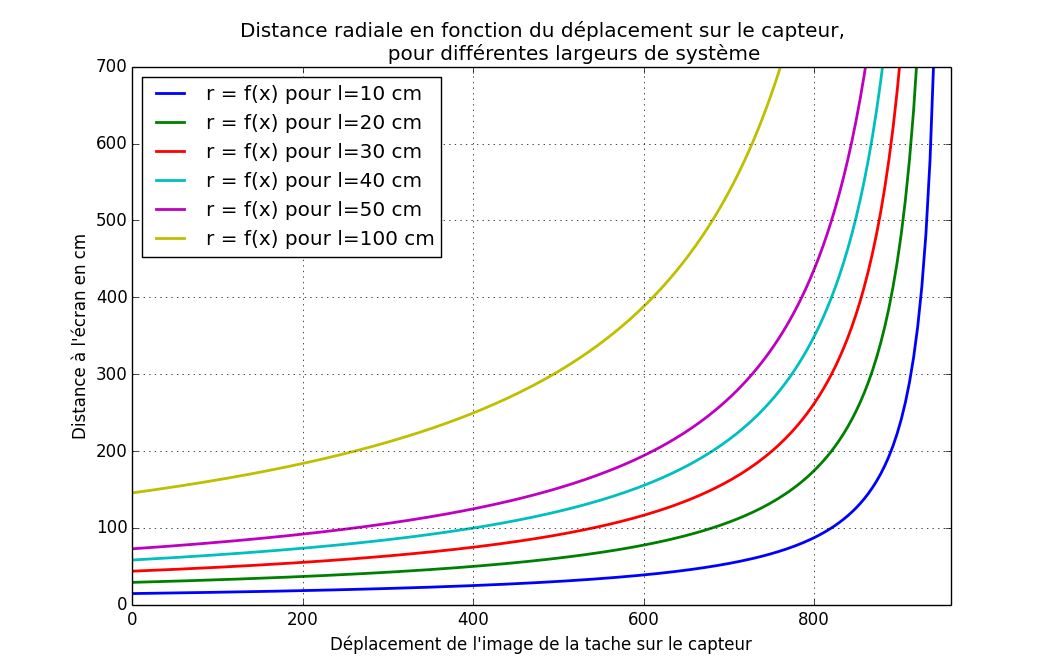 Distance radiale en fonction du déplacement sur le capteur,
pour différentes largeurs de système
700
600
500
400
300
200
100
0
Distance à l'écran en cm
r = f(x) pour l=10 cm
r = f(x) pour l=20 cm
r = f(x) pour l=30 cm
r = f(x) pour l=40 cm
r = f(x) pour l=50 cm
r = f(x) pour l=100 cm
0 200 400 600 800
Déplacement de l'image de la tache sur le capteur